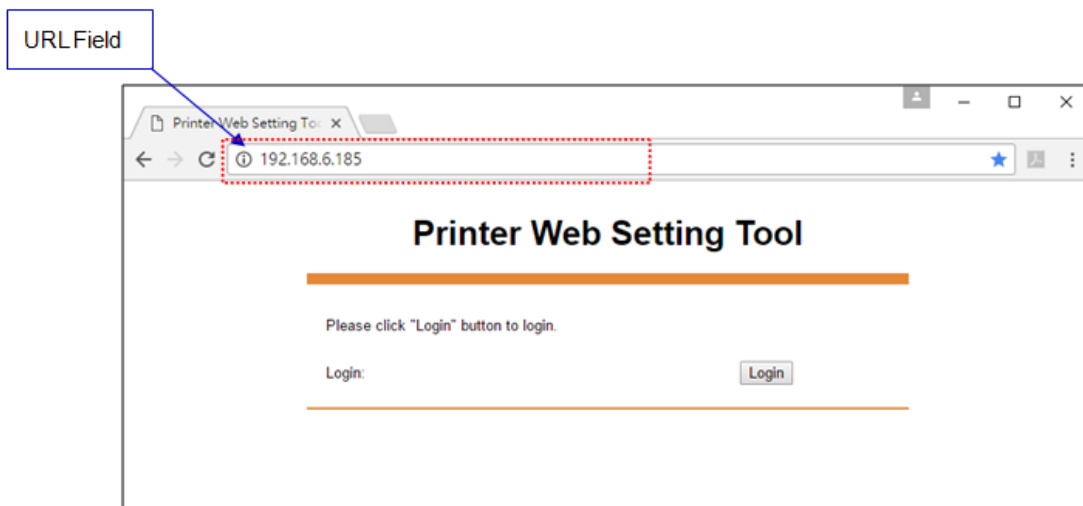 URL Field
Printer Web Setting Too
192.168.6.185
Printer Web Setting Tool
Please click "Login" button to login.
Login:
Login